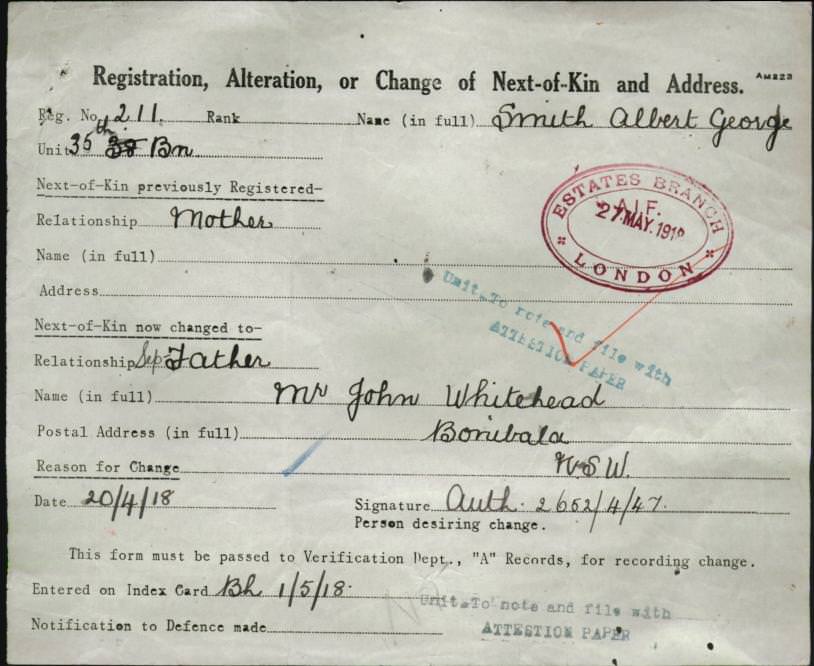 Registration, Alteration, or Change of Next-of-Kin and Address.
AM223
Reg. No. 211. Rank Name (in full) Smith Albert George
Unit 35th Bn
Next-of-Kin previously Registered-
ESTATES BRANCH
A.I.F.
27 MAY. 1918
LONDON
Relationship Mother
Name (in full)
Address
Unit. To note and file with
ATTESTION PAPER
Next-of-Kin now changed to-
Relationship Step Father
Name (in full) Mr John Whitehead
Postal Address (in full) Bombala
Reason for Change N.S.W.
Date 20/4/18 Signature Auth. 2652/4/47.
Person desiring change.
This form must be passed to Verification Dept., "A" Records, for recording change.
Entered on Index Card Bh 1/5/18.
Unit. To note and file with
Notification to Defence made
ATTESTION PAPER